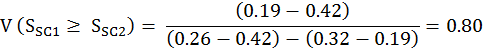 V (S_SC1 ≥ S_SC2) = (0.19 − 0.42) / ((0.26 − 0.42) − (0.32 − 0.19)) = 0.80